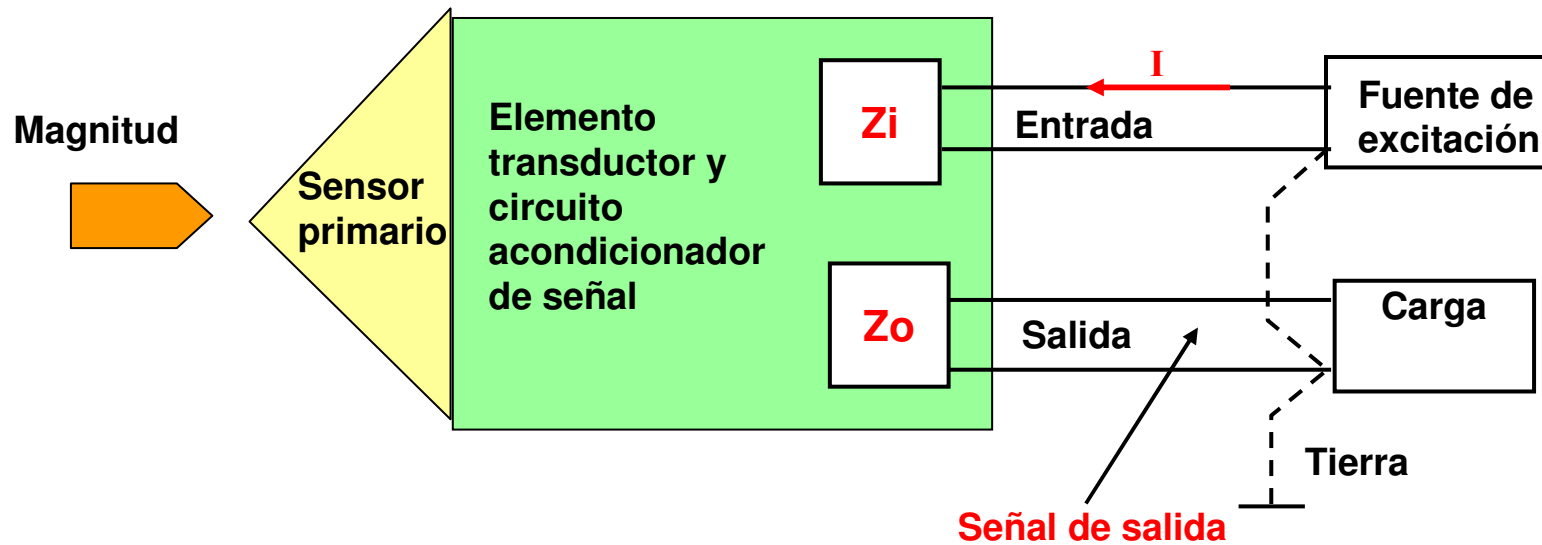 Magnitud
Sensor
primario
Elemento
transductor y
circuito
acondicionador
de señal
Zi
I
Entrada
Fuente de
excitación
Zo
Salida
Carga
Tierra
Señal de salida